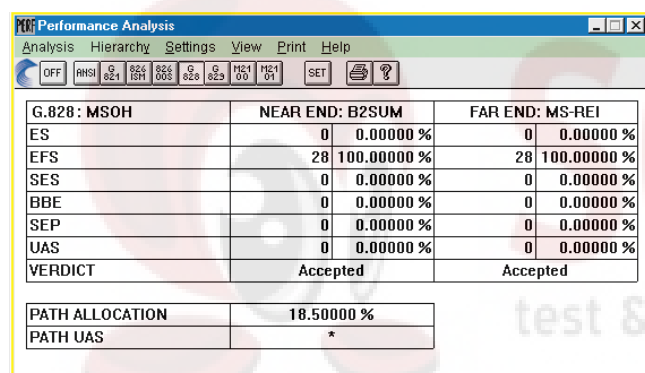 PERF Performance Analysis
Analysis Hierarchy Settings View Print Help
OFF ANSI G 821 826 ISM 826 OOS G 828 G 829 M21 00 M21 01 SET ?
G.828 : MSOH NEAR END: B2SUM FAR END: MS-REI
ES 0 0.00000 % 0 0.00000 %
EFS 28 100.00000 % 28 100.00000 %
SES 0 0.00000 % 0 0.00000 %
BBE 0 0.00000 % 0 0.00000 %
SEP 0 0.00000 % 0 0.00000 %
UAS 0 0.00000 % 0 0.00000 %
VERDICT Accepted Accepted
PATH ALLOCATION 18.50000 %
PATH UAS *
test &